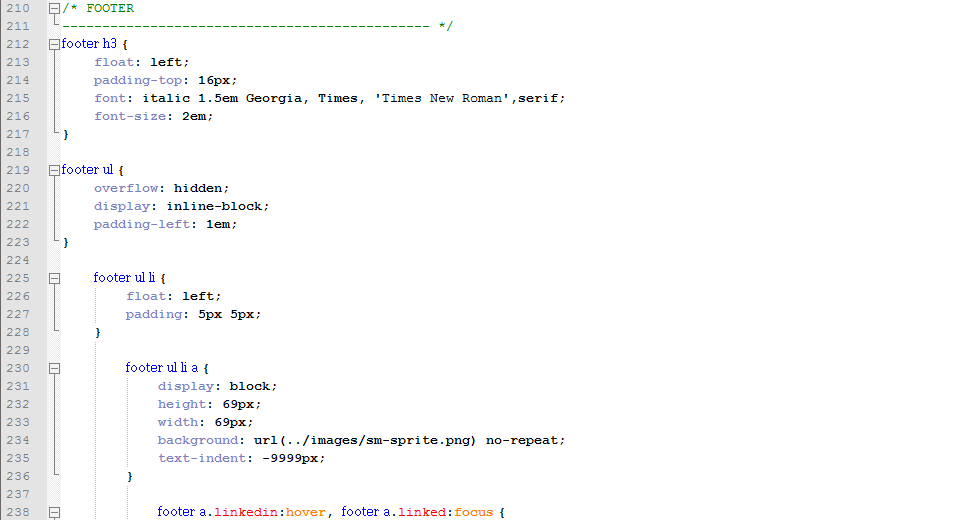 210 /* FOOTER
211 ---------------------------------------------- */
212 footer h3 {
213     float: left;
214     padding-top: 16px;
215     font: italic 1.5em Georgia, Times, 'Times New Roman',serif;
216     font-size: 2em;
217 }
218
219 footer ul {
220     overflow: hidden;
221     display: inline-block;
222     padding-left: 1em;
223 }
224
225     footer ul li {
226         float: left;
227         padding: 5px 5px;
228     }
229
230         footer ul li a {
231             display: block;
232             height: 69px;
233             width: 69px;
234             background: url(../images/sm-sprite.png) no-repeat;
235             text-indent: -9999px;
236         }
237
238             footer a.linkedin:hover, footer a.linked:focus {